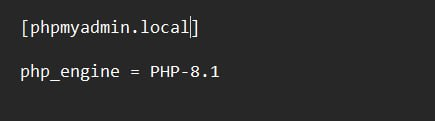 [phpmyadmin.local]
php_engine = PHP-8.1